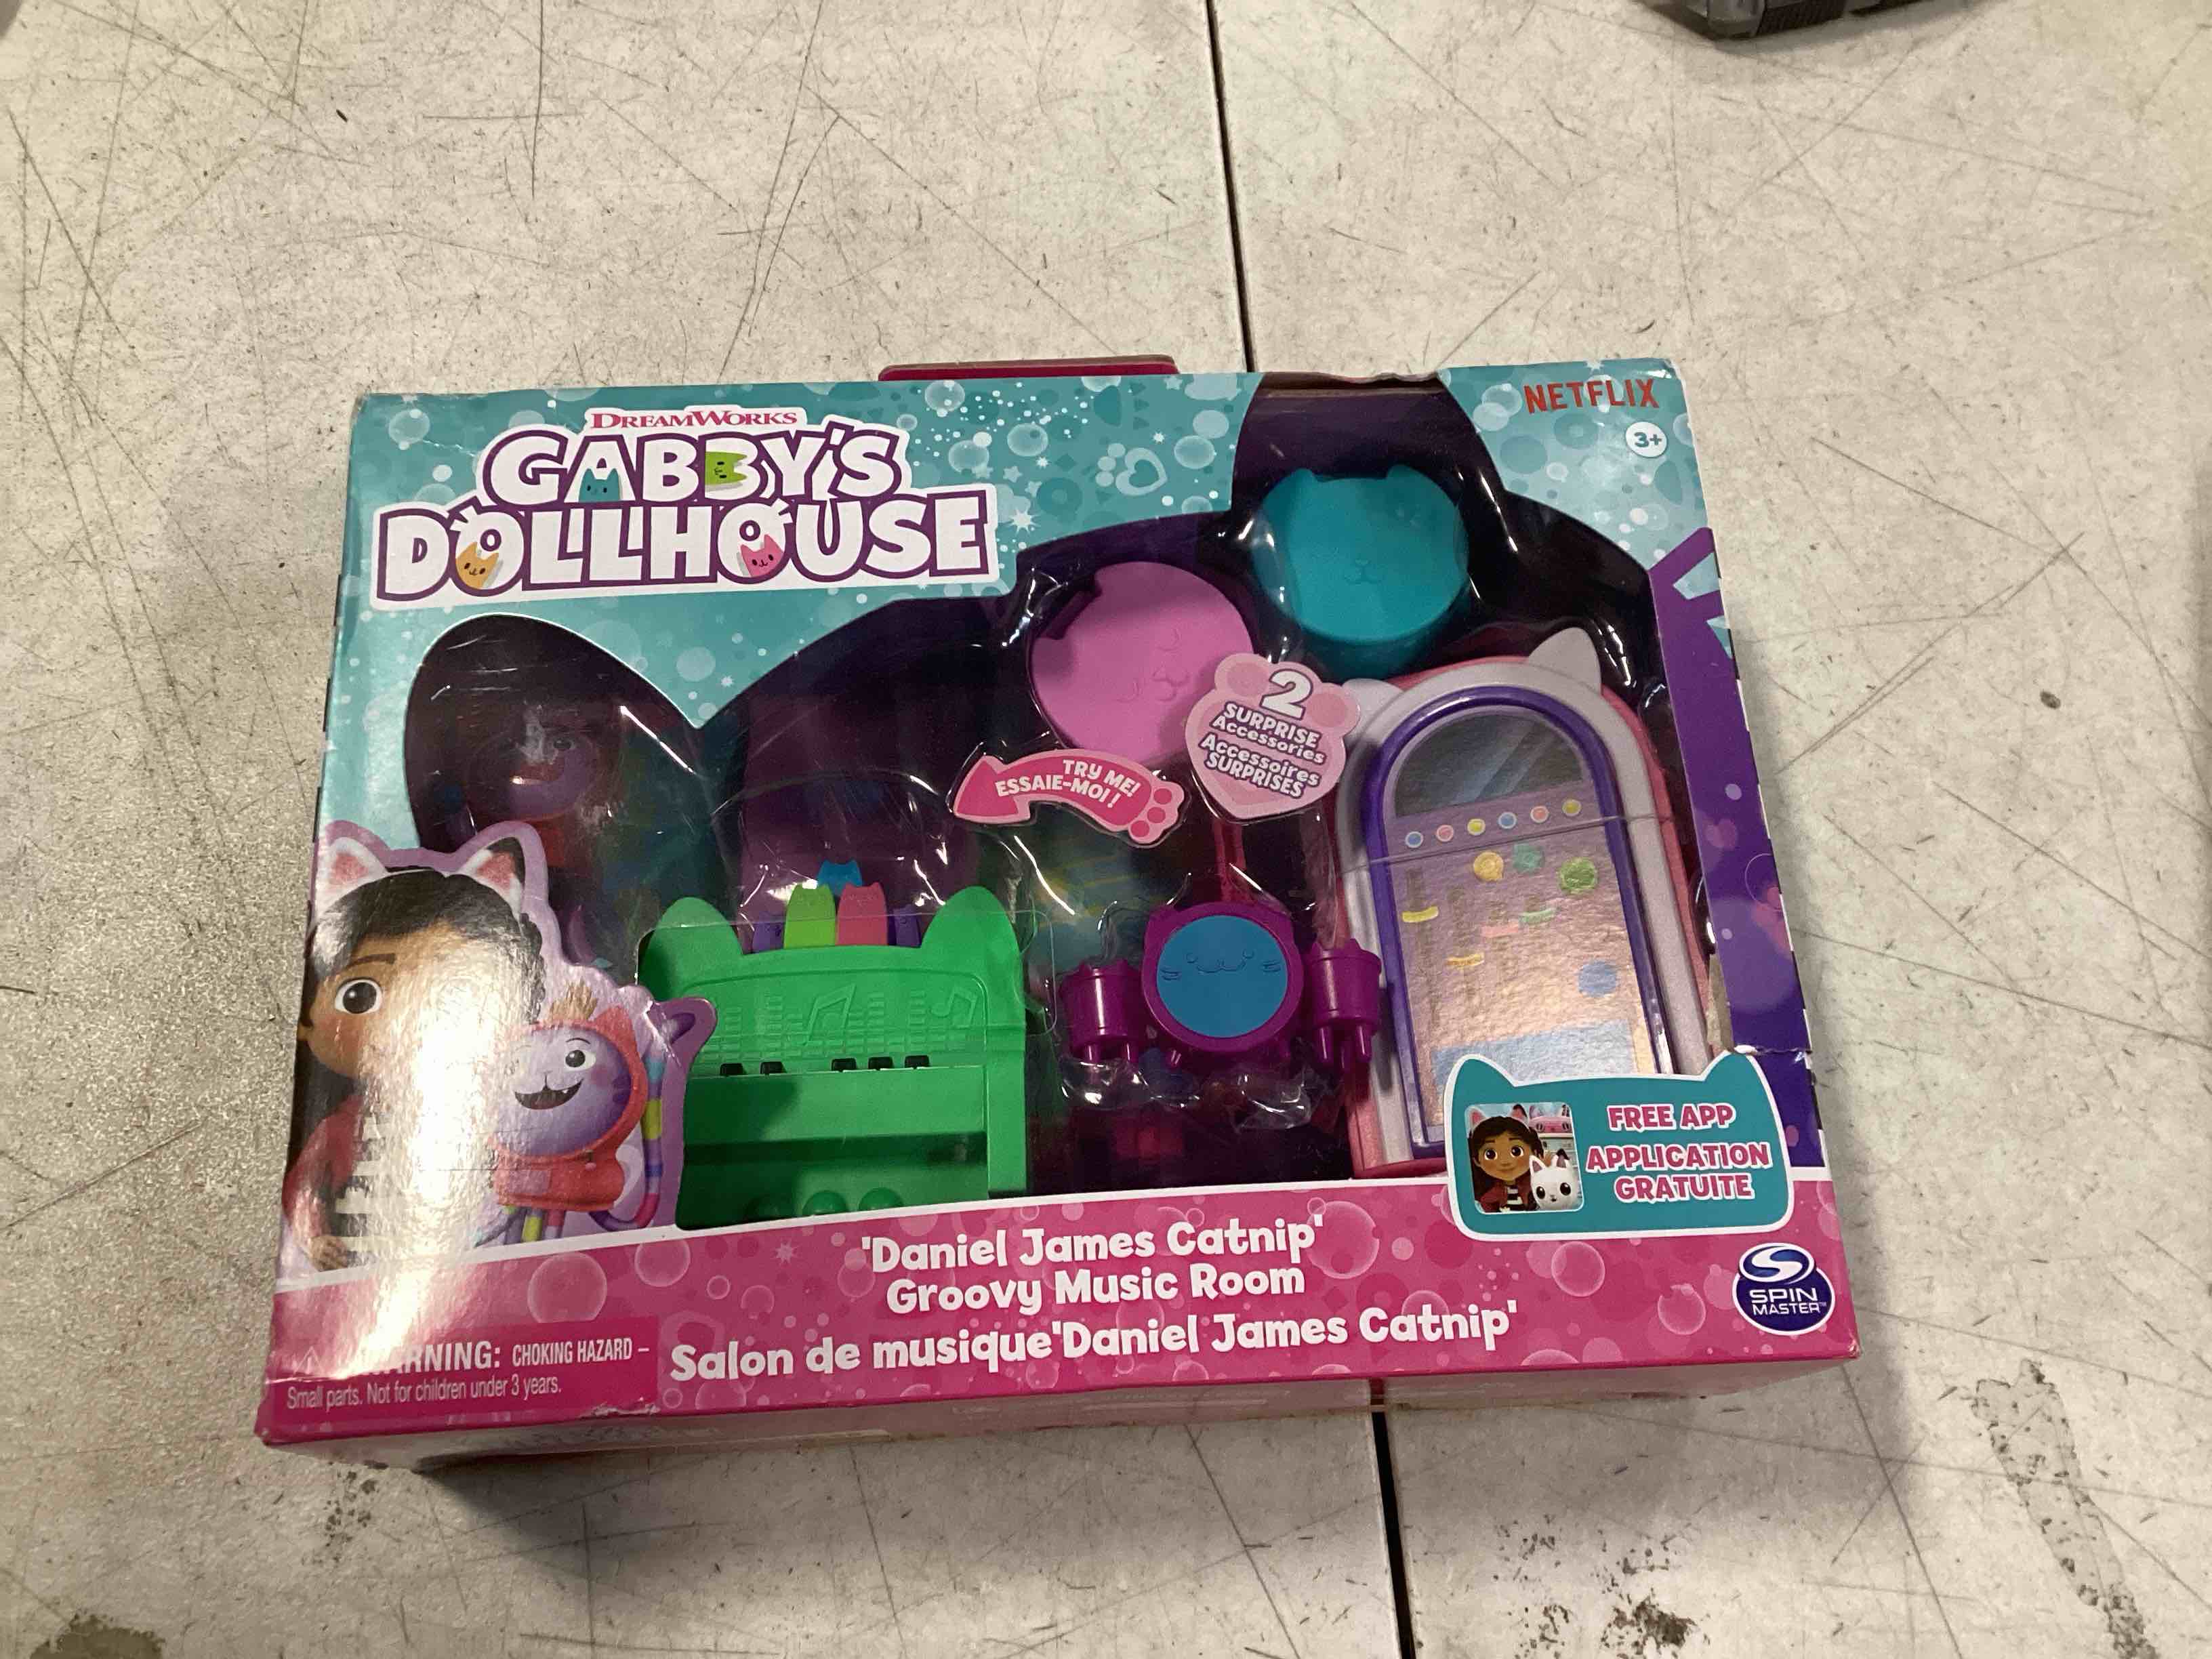 DREAMWORKS
GABBY'S
DOLLHOUSE
NETFLIX
3+
2
SURPRISE
Accessories
Accessoires
SURPRISES
TRY ME!
ESSAIE-MOI !
FREE APP
APPLICATION
GRATUITE
'Daniel James Catnip'
Groovy Music Room
Salon de musique'Daniel James Catnip'
SPIN
MASTER™
CHOKING HAZARD –
Small parts. Not for children under 3 years.